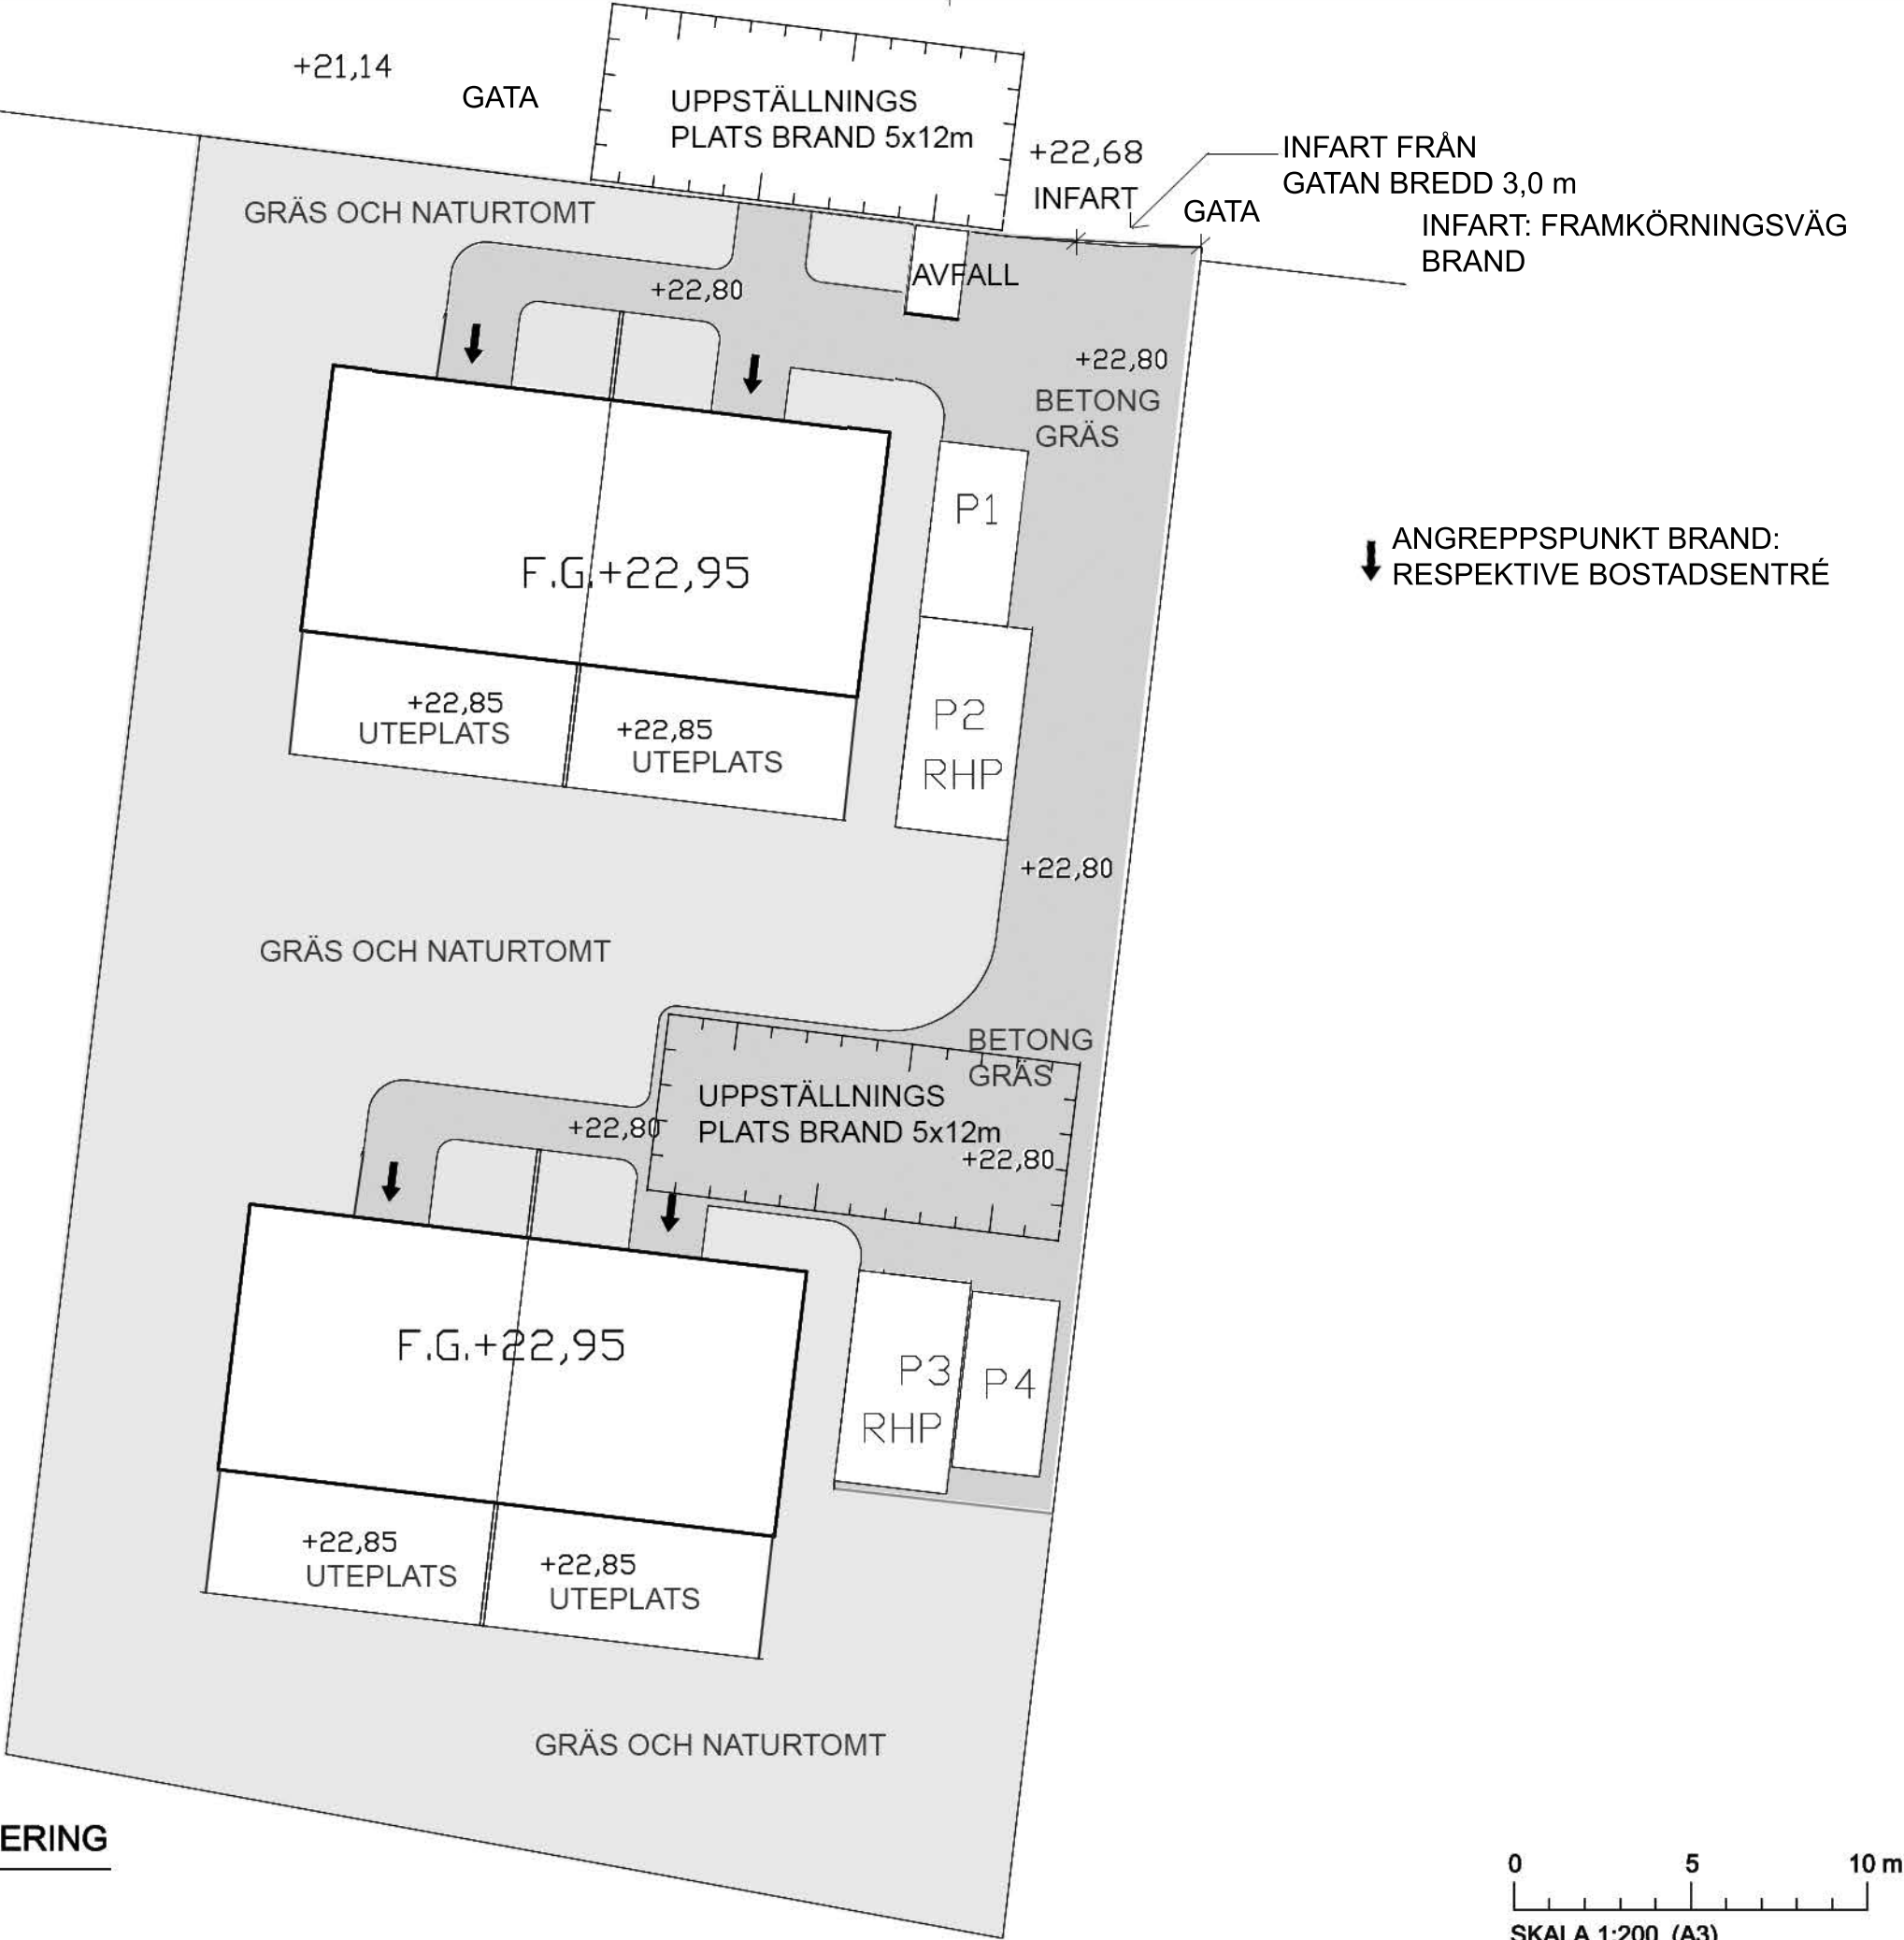 +21,14
GATA
UPPSTÄLLNINGS
PLATS BRAND 5x12m
+22,68
INFART
INFART FRÅN
GATAN BREDD 3,0 m
GATA
INFART: FRAMKÖRNINGSVÄG
BRAND
GRÄS OCH NATURTOMT
+22,80
AVFALL
+22,80
BETONG
GRÄS
P1
F.G.+22,95
ANGREPPSPUNKT BRAND:
RESPEKTIVE BOSTADSENTRÉ
P2
RHP
+22,85
UTEPLATS
+22,85
UTEPLATS
+22,80
GRÄS OCH NATURTOMT
BETONG
GRÄS
UPPSTÄLLNINGS
PLATS BRAND 5x12m
+22,80
+22,80
F.G.+22,95
P3
RHP
P4
+22,85
UTEPLATS
+22,85
UTEPLATS
GRÄS OCH NATURTOMT
ERING
0 5 10 m
SKALA 1:200 (A3)